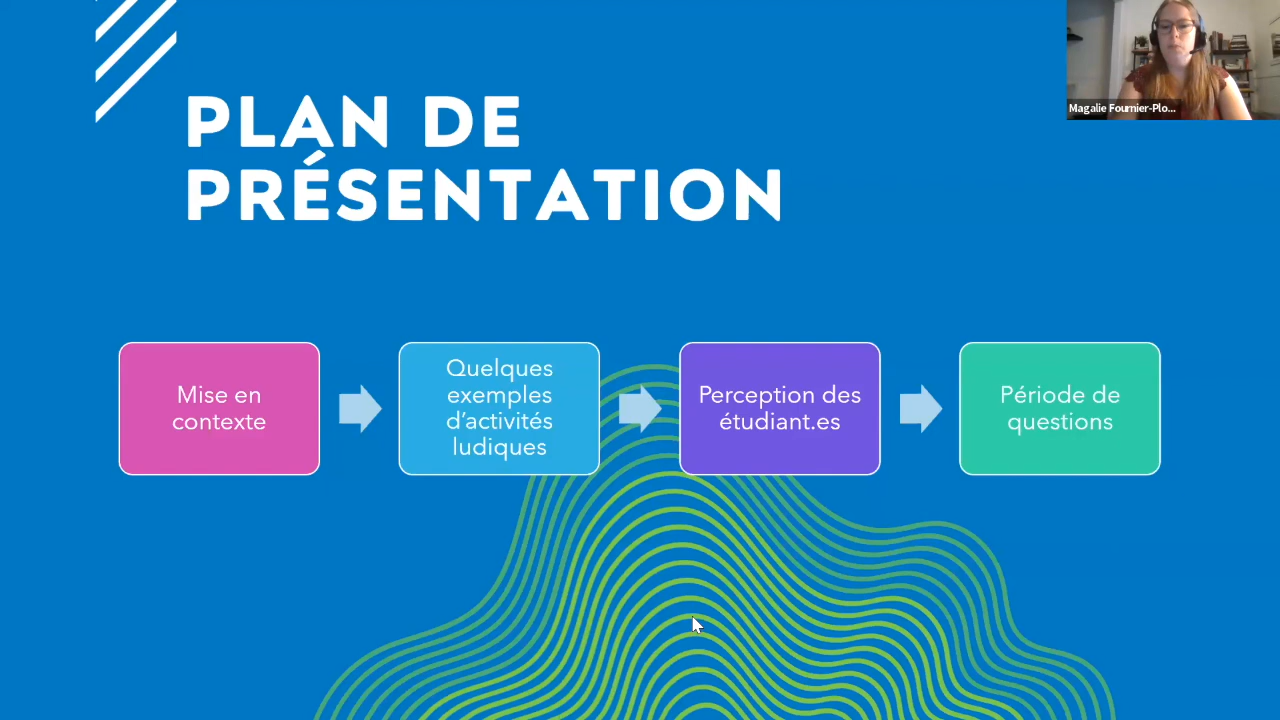 PLAN DE
PRÉSENTATION
Magalie Fournier-Plo...
Mise en
contexte
Quelques
exemples
d'activités
ludiques
Perception des
étudiant.es
Période de
questions